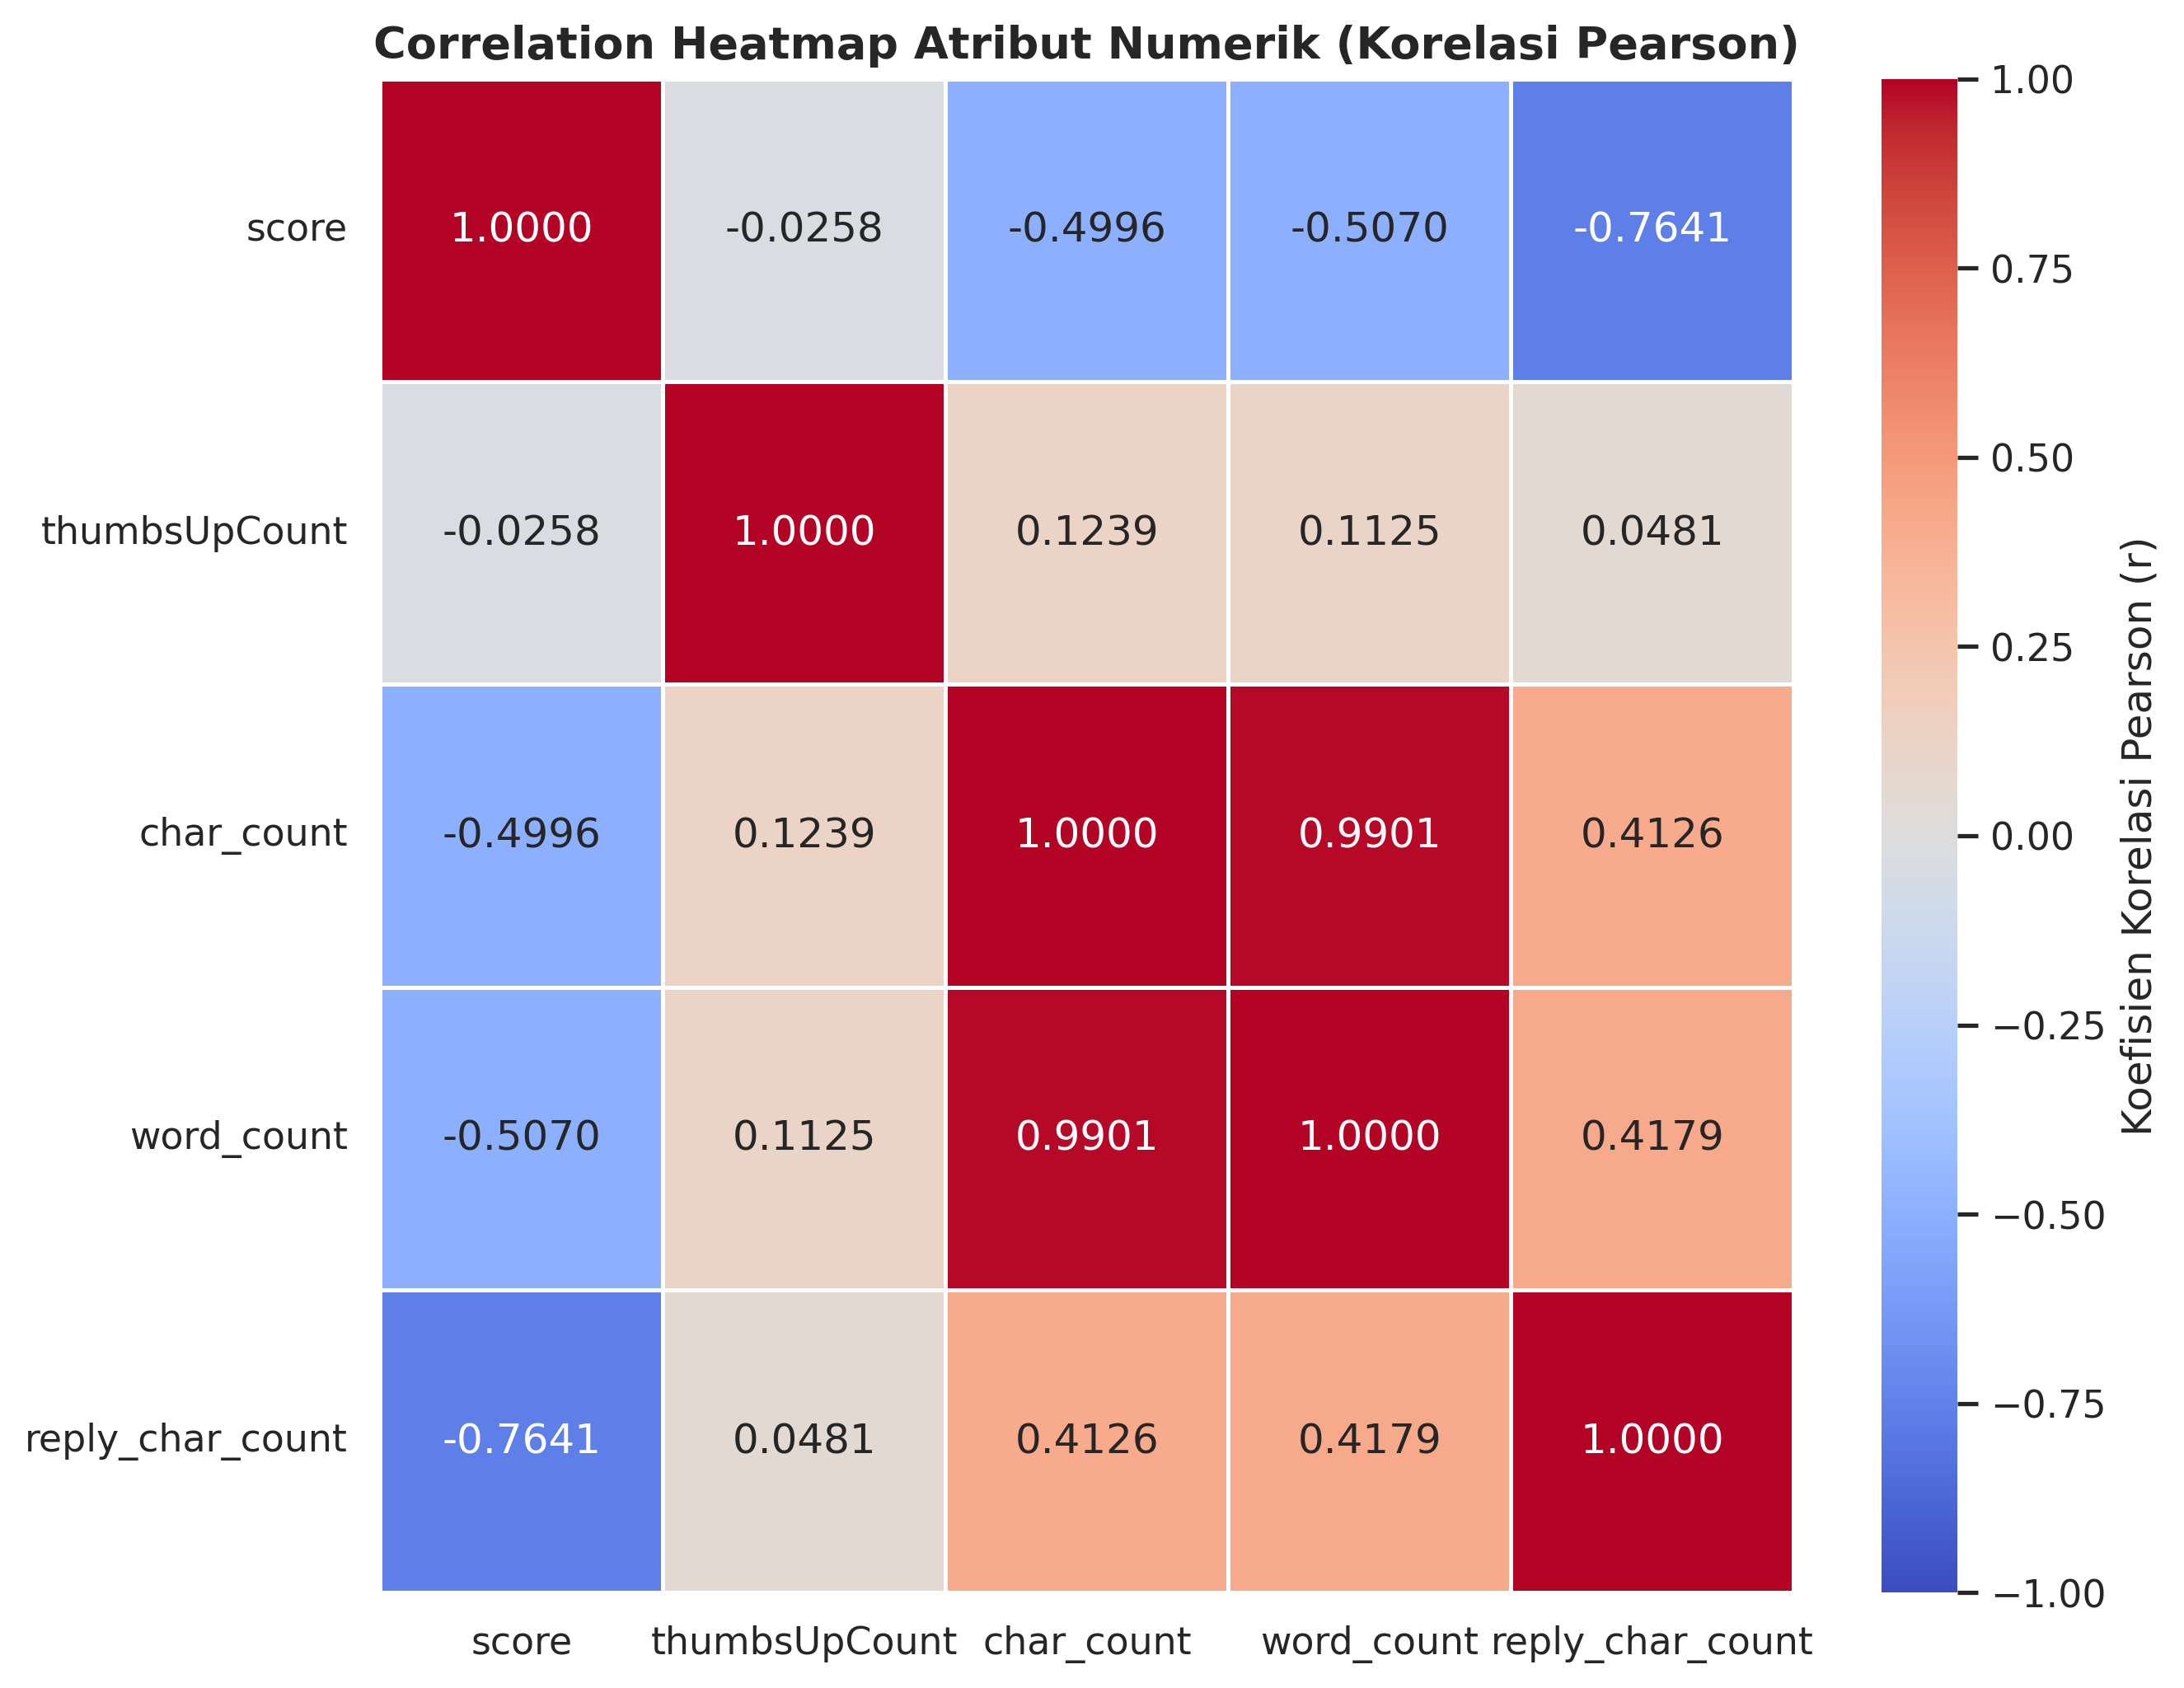 Correlation Heatmap Atribut Numerik (Korelasi Pearson)
score 1.0000 -0.0258 -0.4996 -0.5070 -0.7641
thumbsUpCount -0.0258 1.0000 0.1239 0.1125 0.0481
char_count -0.4996 0.1239 1.0000 0.9901 0.4126
word_count -0.5070 0.1125 0.9901 1.0000 0.4179
reply_char_count -0.7641 0.0481 0.4126 0.4179 1.0000
score thumbsUpCount char_count word_count reply_char_count
1.00
0.75
0.50
0.25
0.00
−0.25
−0.50
−0.75
−1.00
Koefisien Korelasi Pearson (r)